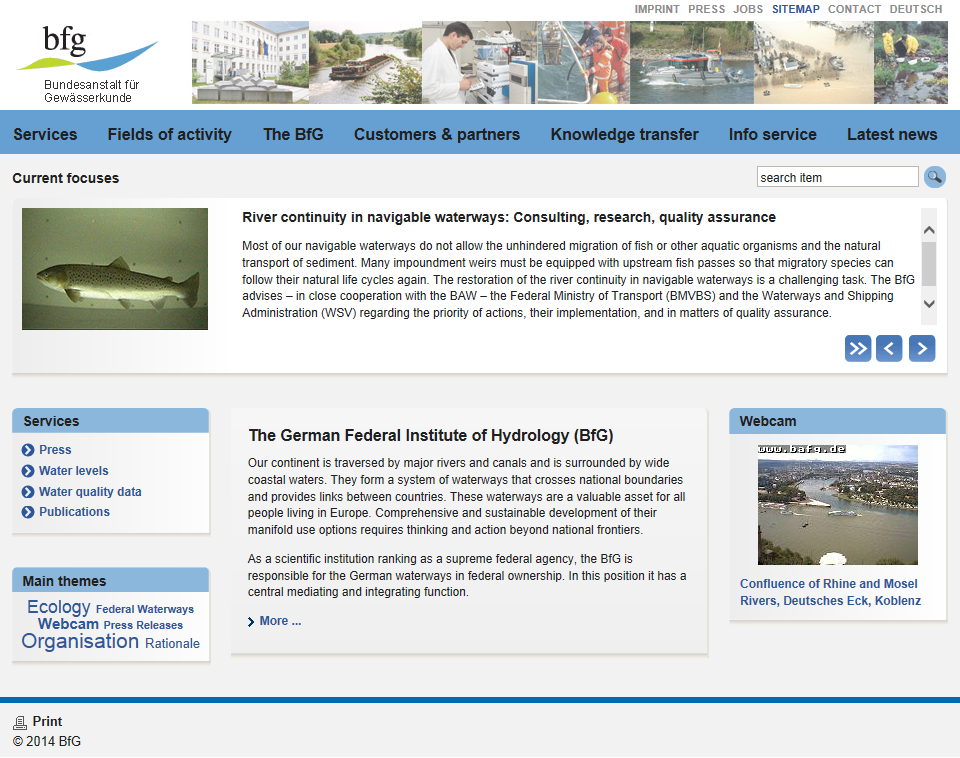 IMPRINT PRESS JOBS SITEMAP CONTACT DEUTSCH
bfg
Bundesanstalt für
Gewässerkunde
Services Fields of activity The BfG Customers & partners Knowledge transfer Info service Latest news
Current focuses
search item
River continuity in navigable waterways: Consulting, research, quality assurance
Most of our navigable waterways do not allow the unhindered migration of fish or other aquatic organisms and the natural
transport of sediment. Many impoundment weirs must be equipped with upstream fish passes so that migratory species can
follow their natural life cycles again. The restoration of the river continuity in navigable waterways is a challenging task. The BfG
advises – in close cooperation with the BAW – the Federal Ministry of Transport (BMVBS) and the Waterways and Shipping
Administration (WSV) regarding the priority of actions, their implementation, and in matters of quality assurance.
Services
Press
Water levels
Water quality data
Publications
Main themes
Ecology Federal Waterways
Webcam Press Releases
Organisation Rationale
The German Federal Institute of Hydrology (BfG)
Our continent is traversed by major rivers and canals and is surrounded by wide
coastal waters. They form a system of waterways that crosses national boundaries
and provides links between countries. These waterways are a valuable asset for all
people living in Europe. Comprehensive and sustainable development of their
manifold use options requires thinking and action beyond national frontiers.
As a scientific institution ranking as a supreme federal agency, the BfG is
responsible for the German waterways in federal ownership. In this position it has a
central mediating and integrating function.
More ...
Webcam
www.bafg.de
Confluence of Rhine and Mosel
Rivers, Deutsches Eck, Koblenz
Print
© 2014 BfG